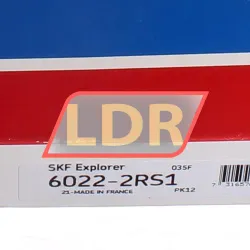 LDR
SKF Explorer
03SF
6022-2RS1
21-MADE IN FRANCE
PK12